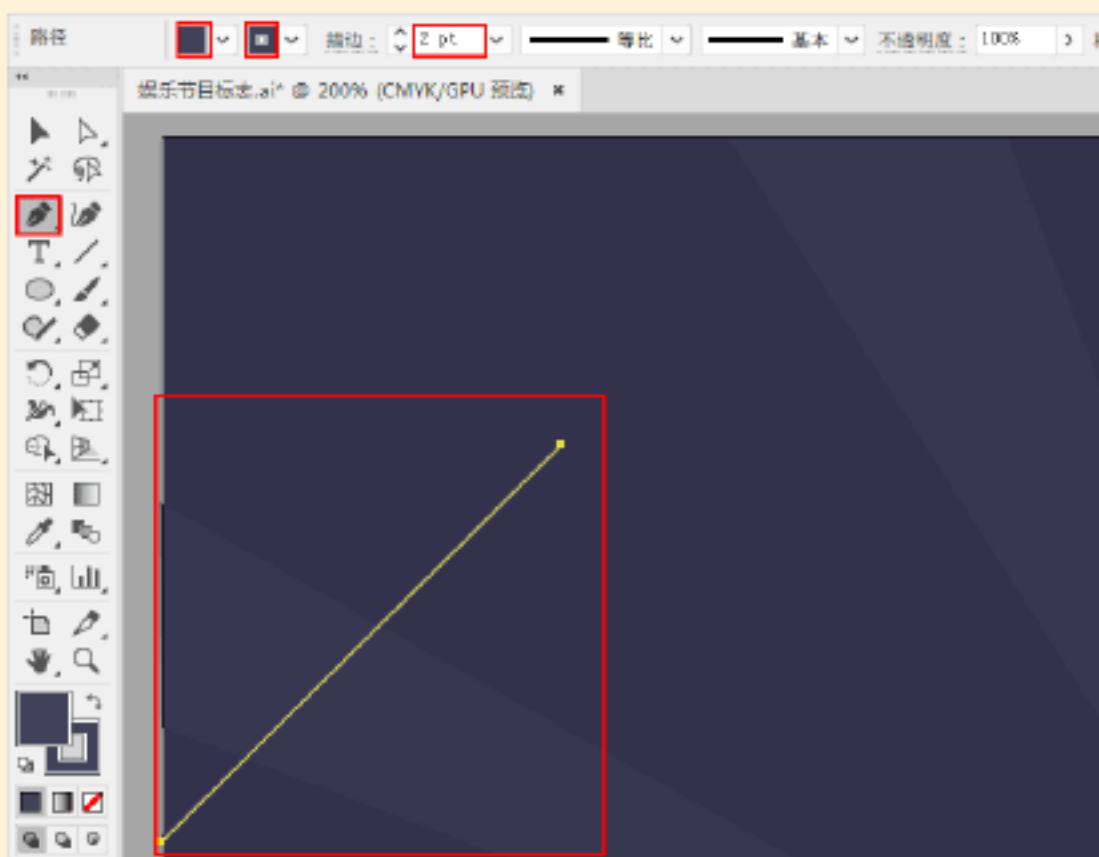 路径 描边： 2 pt 等比 基本 不透明度： 100%
娱乐节目标志.ai* @ 200% (CMYK/GPU 预览) ×